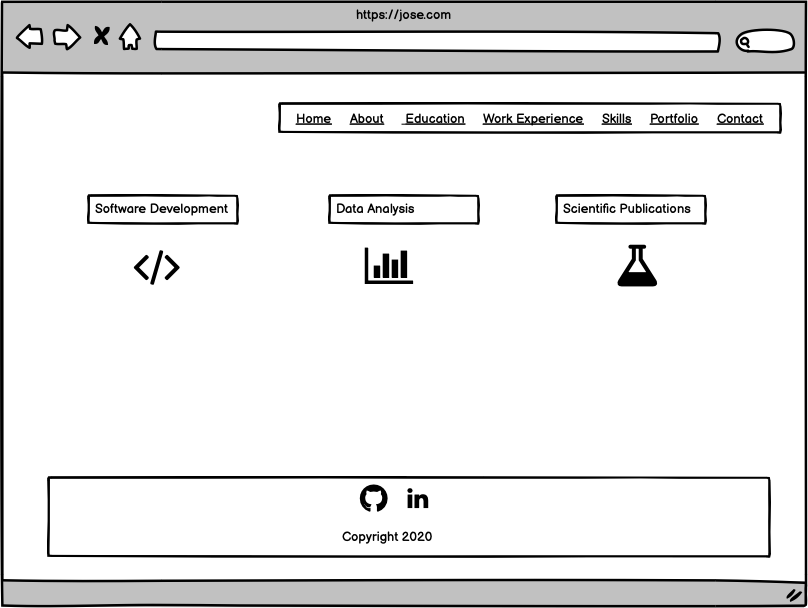 https://jose.com
Home About Education Work Experience Skills Portfolio Contact
Software Development Data Analysis Scientific Publications
</>
in
Copyright 2020